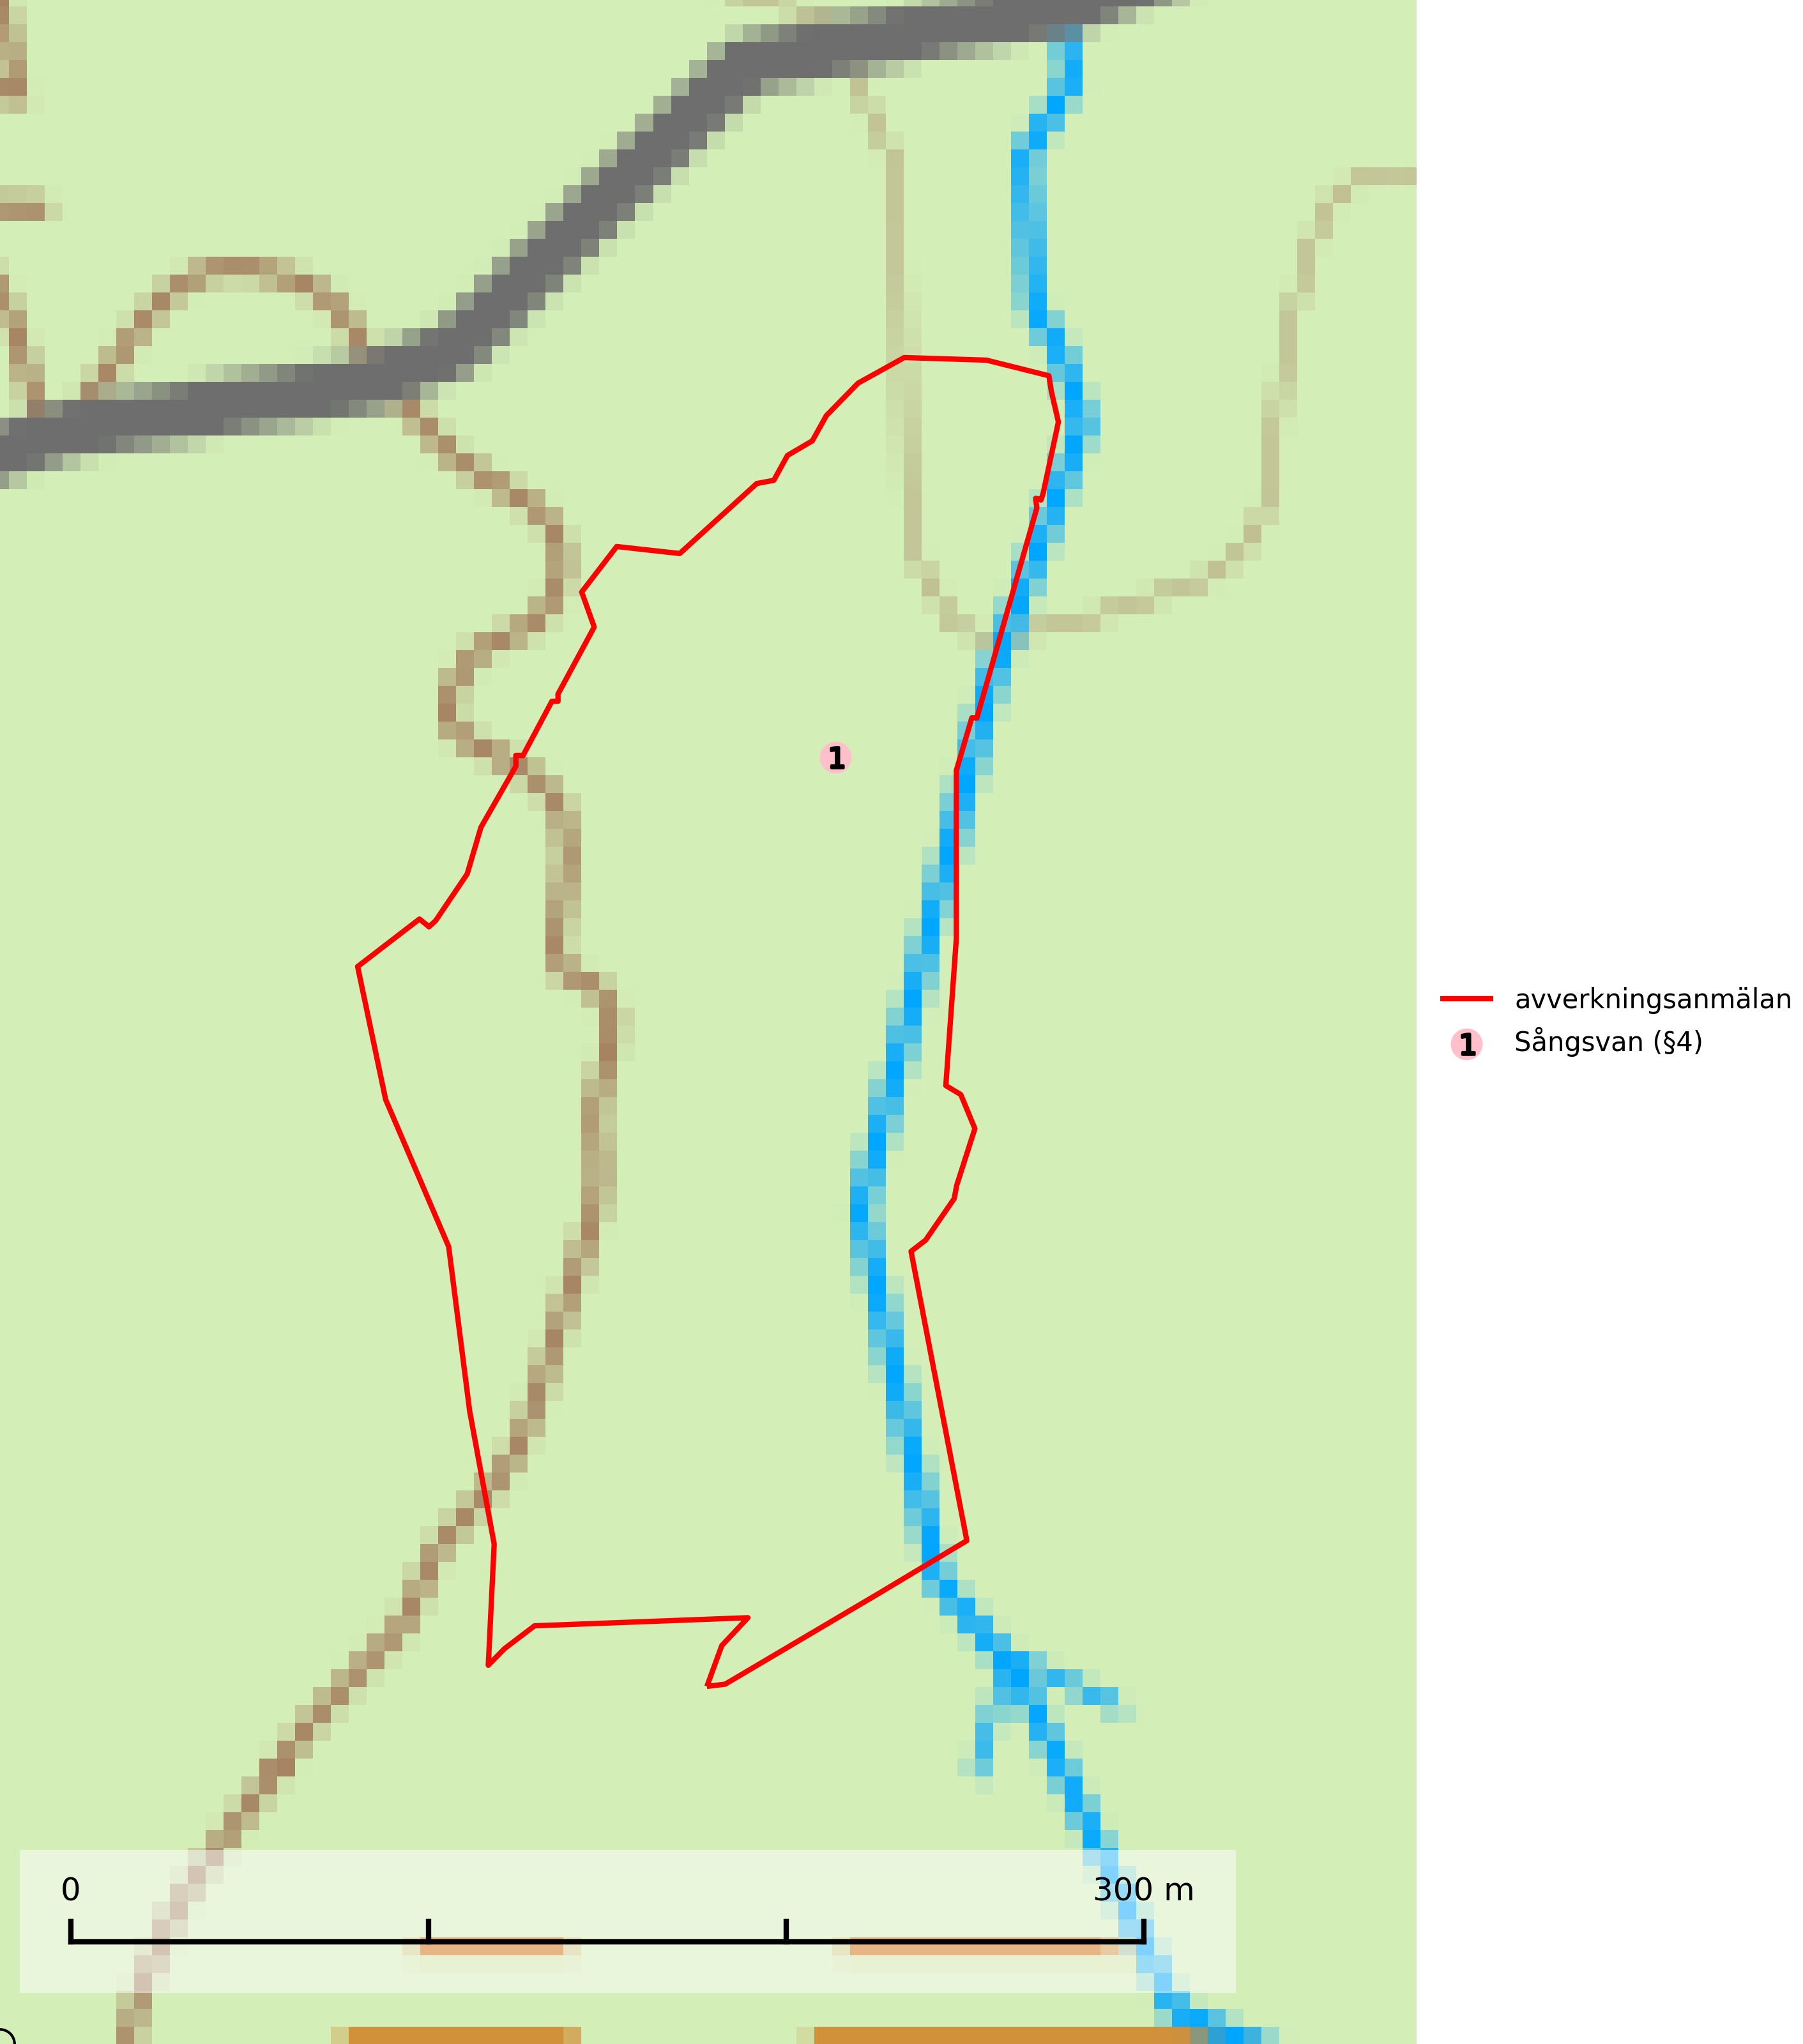 1
avverkningsanmälan
1 Sångsvan (§4)
0 300 m